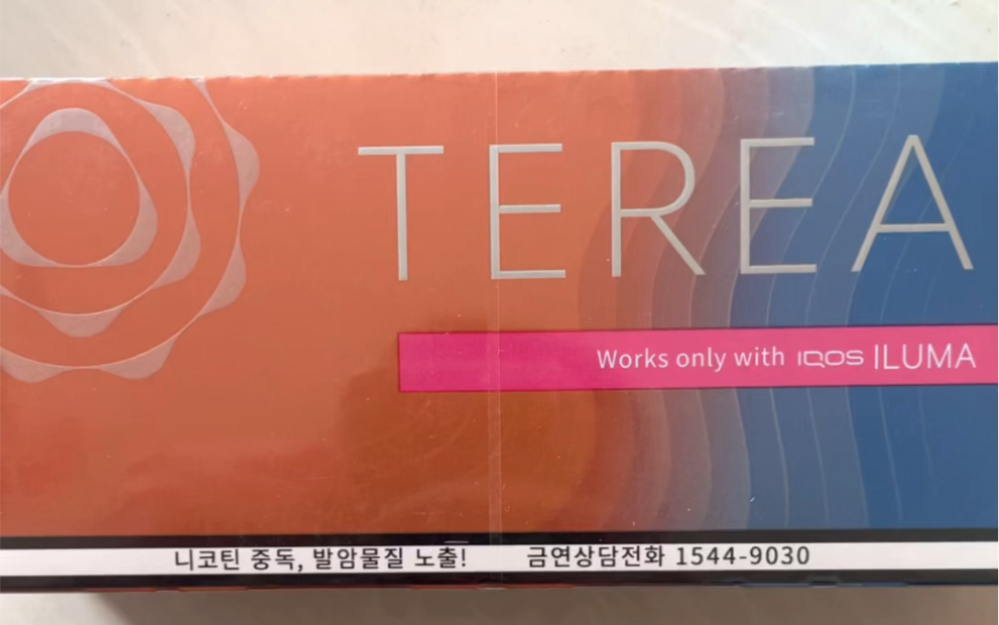 TEREA
Works only with IQOS ILUMA
니코틴 중독, 발암물질 노출! 금연상담전화 1544-9030